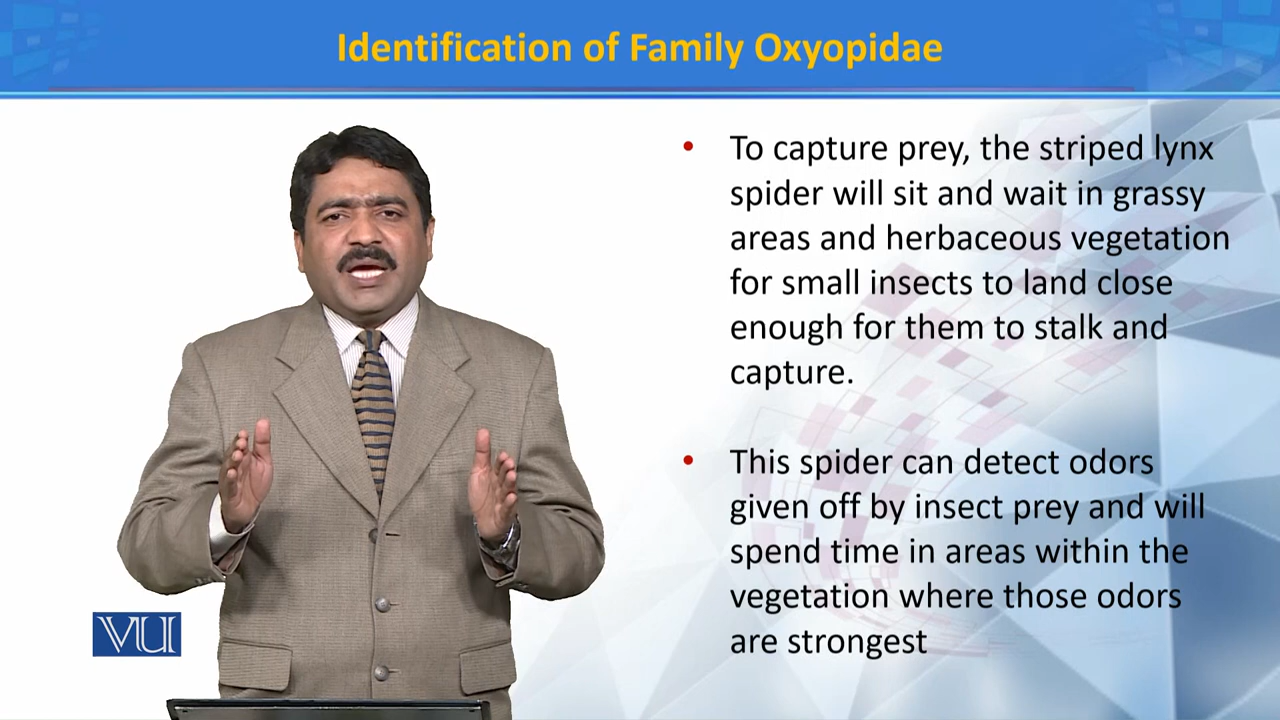 Identification of Family Oxyopidae
• To capture prey, the striped lynx
spider will sit and wait in grassy
areas and herbaceous vegetation
for small insects to land close
enough for them to stalk and
capture.
• This spider can detect odors
given off by insect prey and will
spend time in areas within the
vegetation where those odors
are strongest
VU